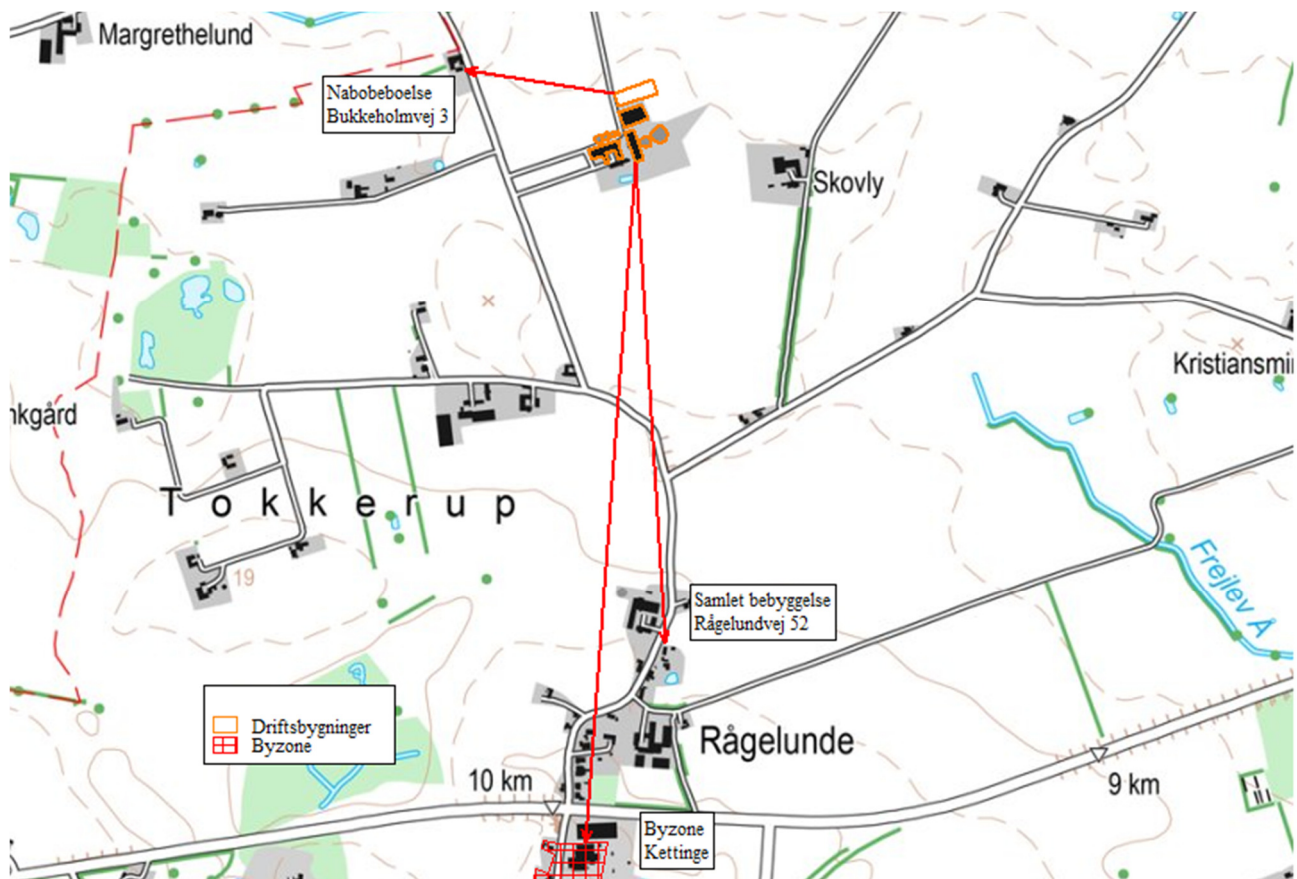 Margrethelund
Nabobeboelse
Bukkeholmvej 3
Skovly
Kristiansmi
nkgård
Tokkerup
19
Frejlev Å
Samlet bebyggelse
Rågelundvej 52
Driftsbygninger
Byzone
Rågelunde
10 km
9 km
Byzone
Kettinge